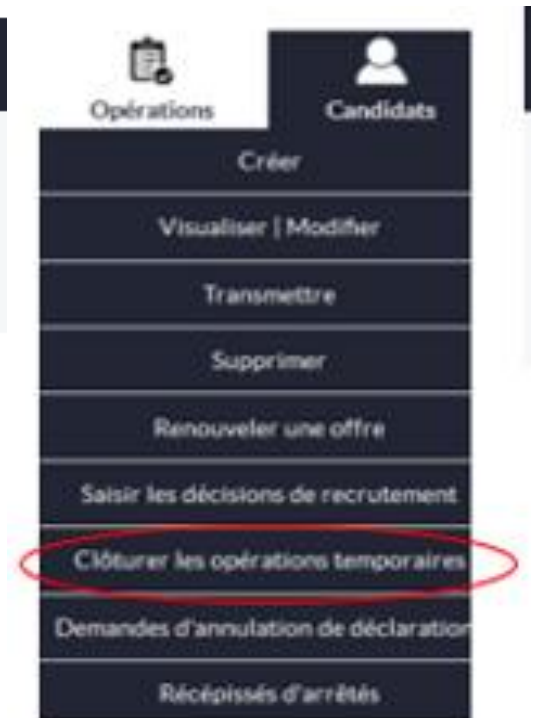 Opérations
Candidats
Créer
Visualiser | Modifier
Transmettre
Supprimer
Renouveler une offre
Saisir les décisions de recrutement
Clôturer les opérations temporaires
Demandes d'annulation de déclaration
Récépissés d'arrêtés